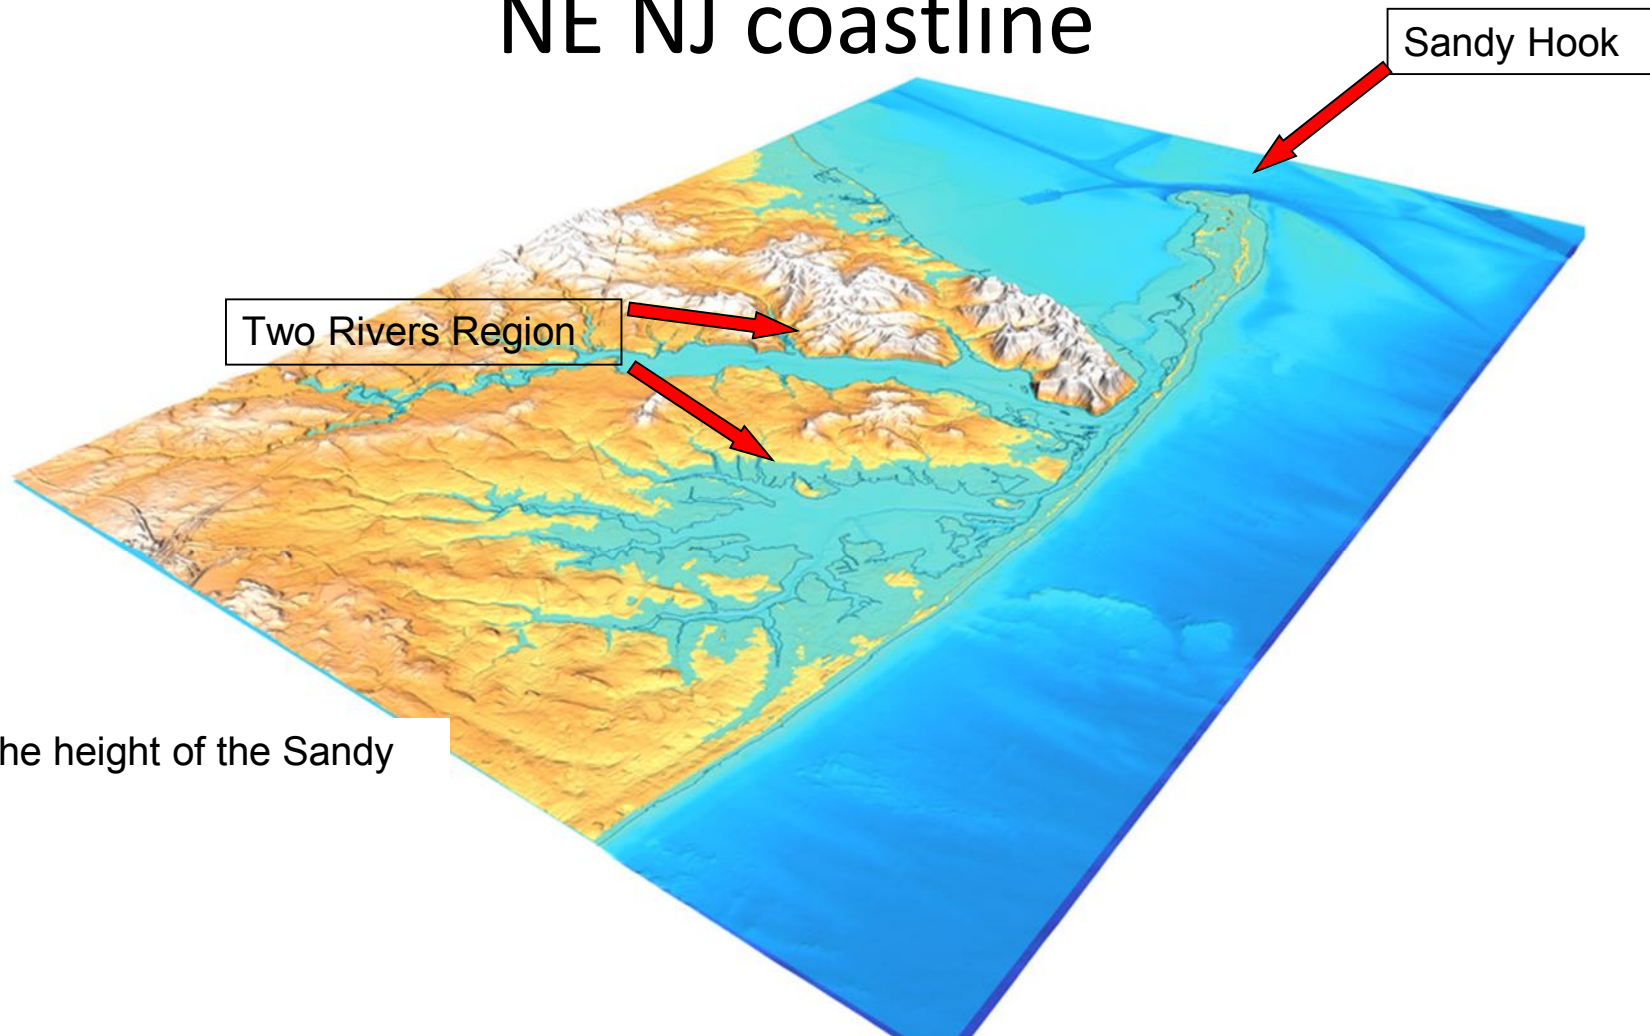 NE NJ coastline
Sandy Hook
Two Rivers Region
he height of the Sandy